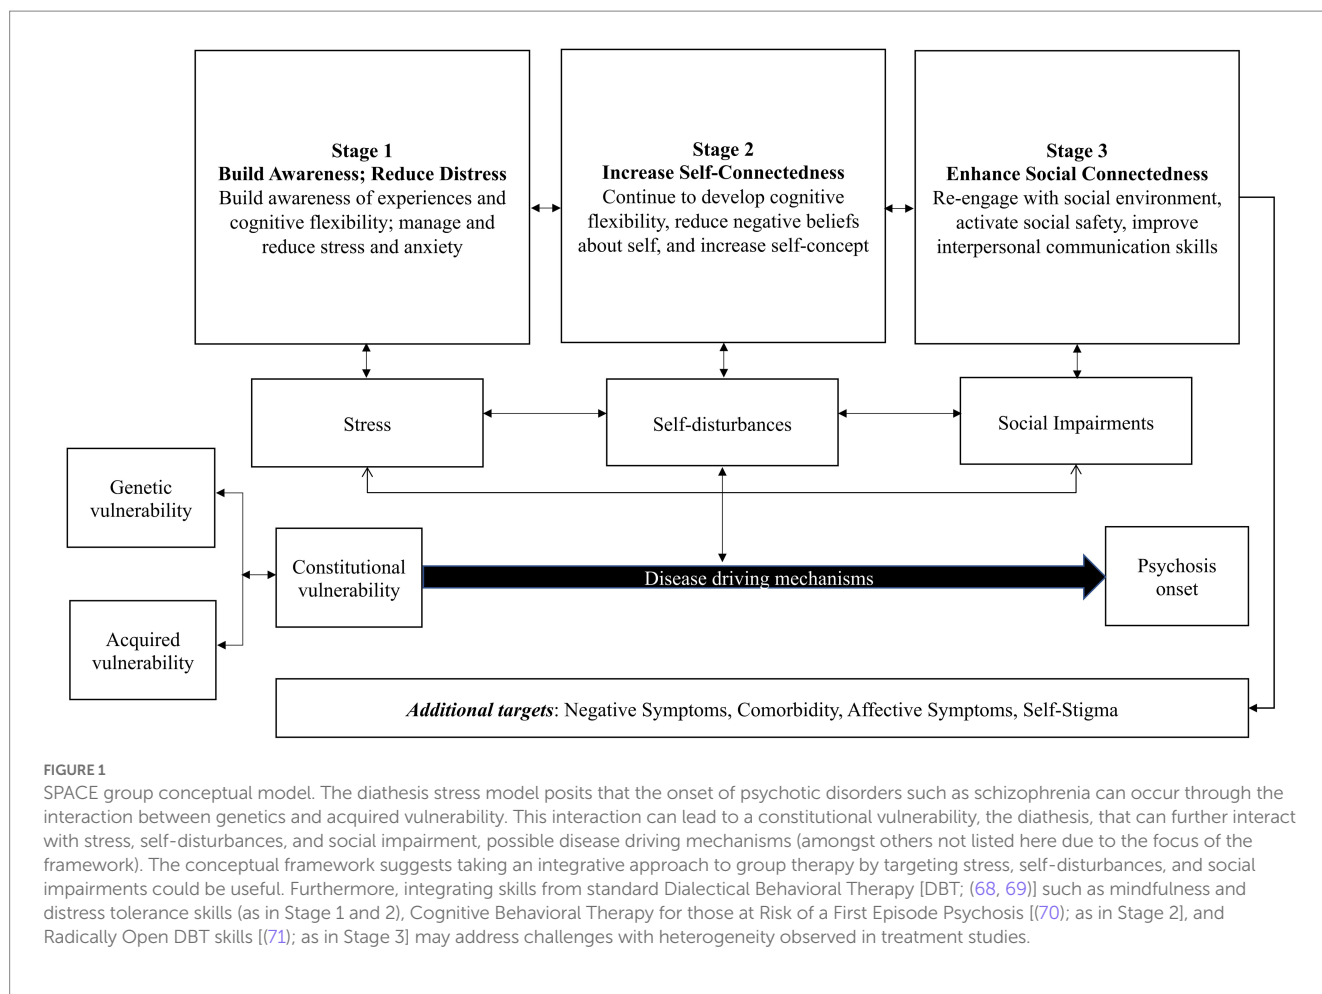 Stage 1
Build Awareness; Reduce Distress
Build awareness of experiences and
cognitive flexibility; manage and
reduce stress and anxiety
Stage 2
Increase Self-Connectedness
Continue to develop cognitive
flexibility, reduce negative beliefs
about self, and increase self-concept
Stage 3
Enhance Social Connectedness
Re-engage with social environment,
activate social safety, improve
interpersonal communication skills
Stress
Self-disturbances
Social Impairments
Genetic
vulnerability
Acquired
vulnerability
Constitutional
vulnerability
Disease driving mechanisms
Psychosis
onset
Additional targets: Negative Symptoms, Comorbidity, Affective Symptoms, Self-Stigma
FIGURE 1
SPACE group conceptual model. The diathesis stress model posits that the onset of psychotic disorders such as schizophrenia can occur through the
interaction between genetics and acquired vulnerability. This interaction can lead to a constitutional vulnerability, the diathesis, that can further interact
with stress, self-disturbances, and social impairment, possible disease driving mechanisms (amongst others not listed here due to the focus of the
framework). The conceptual framework suggests taking an integrative approach to group therapy by targeting stress, self-disturbances, and social
impairments could be useful. Furthermore, integrating skills from standard Dialectical Behavioral Therapy [DBT; (68, 69)] such as mindfulness and
distress tolerance skills (as in Stage 1 and 2), Cognitive Behavioral Therapy for those at Risk of a First Episode Psychosis [(70); as in Stage 2], and
Radically Open DBT skills [(71); as in Stage 3] may address challenges with heterogeneity observed in treatment studies.